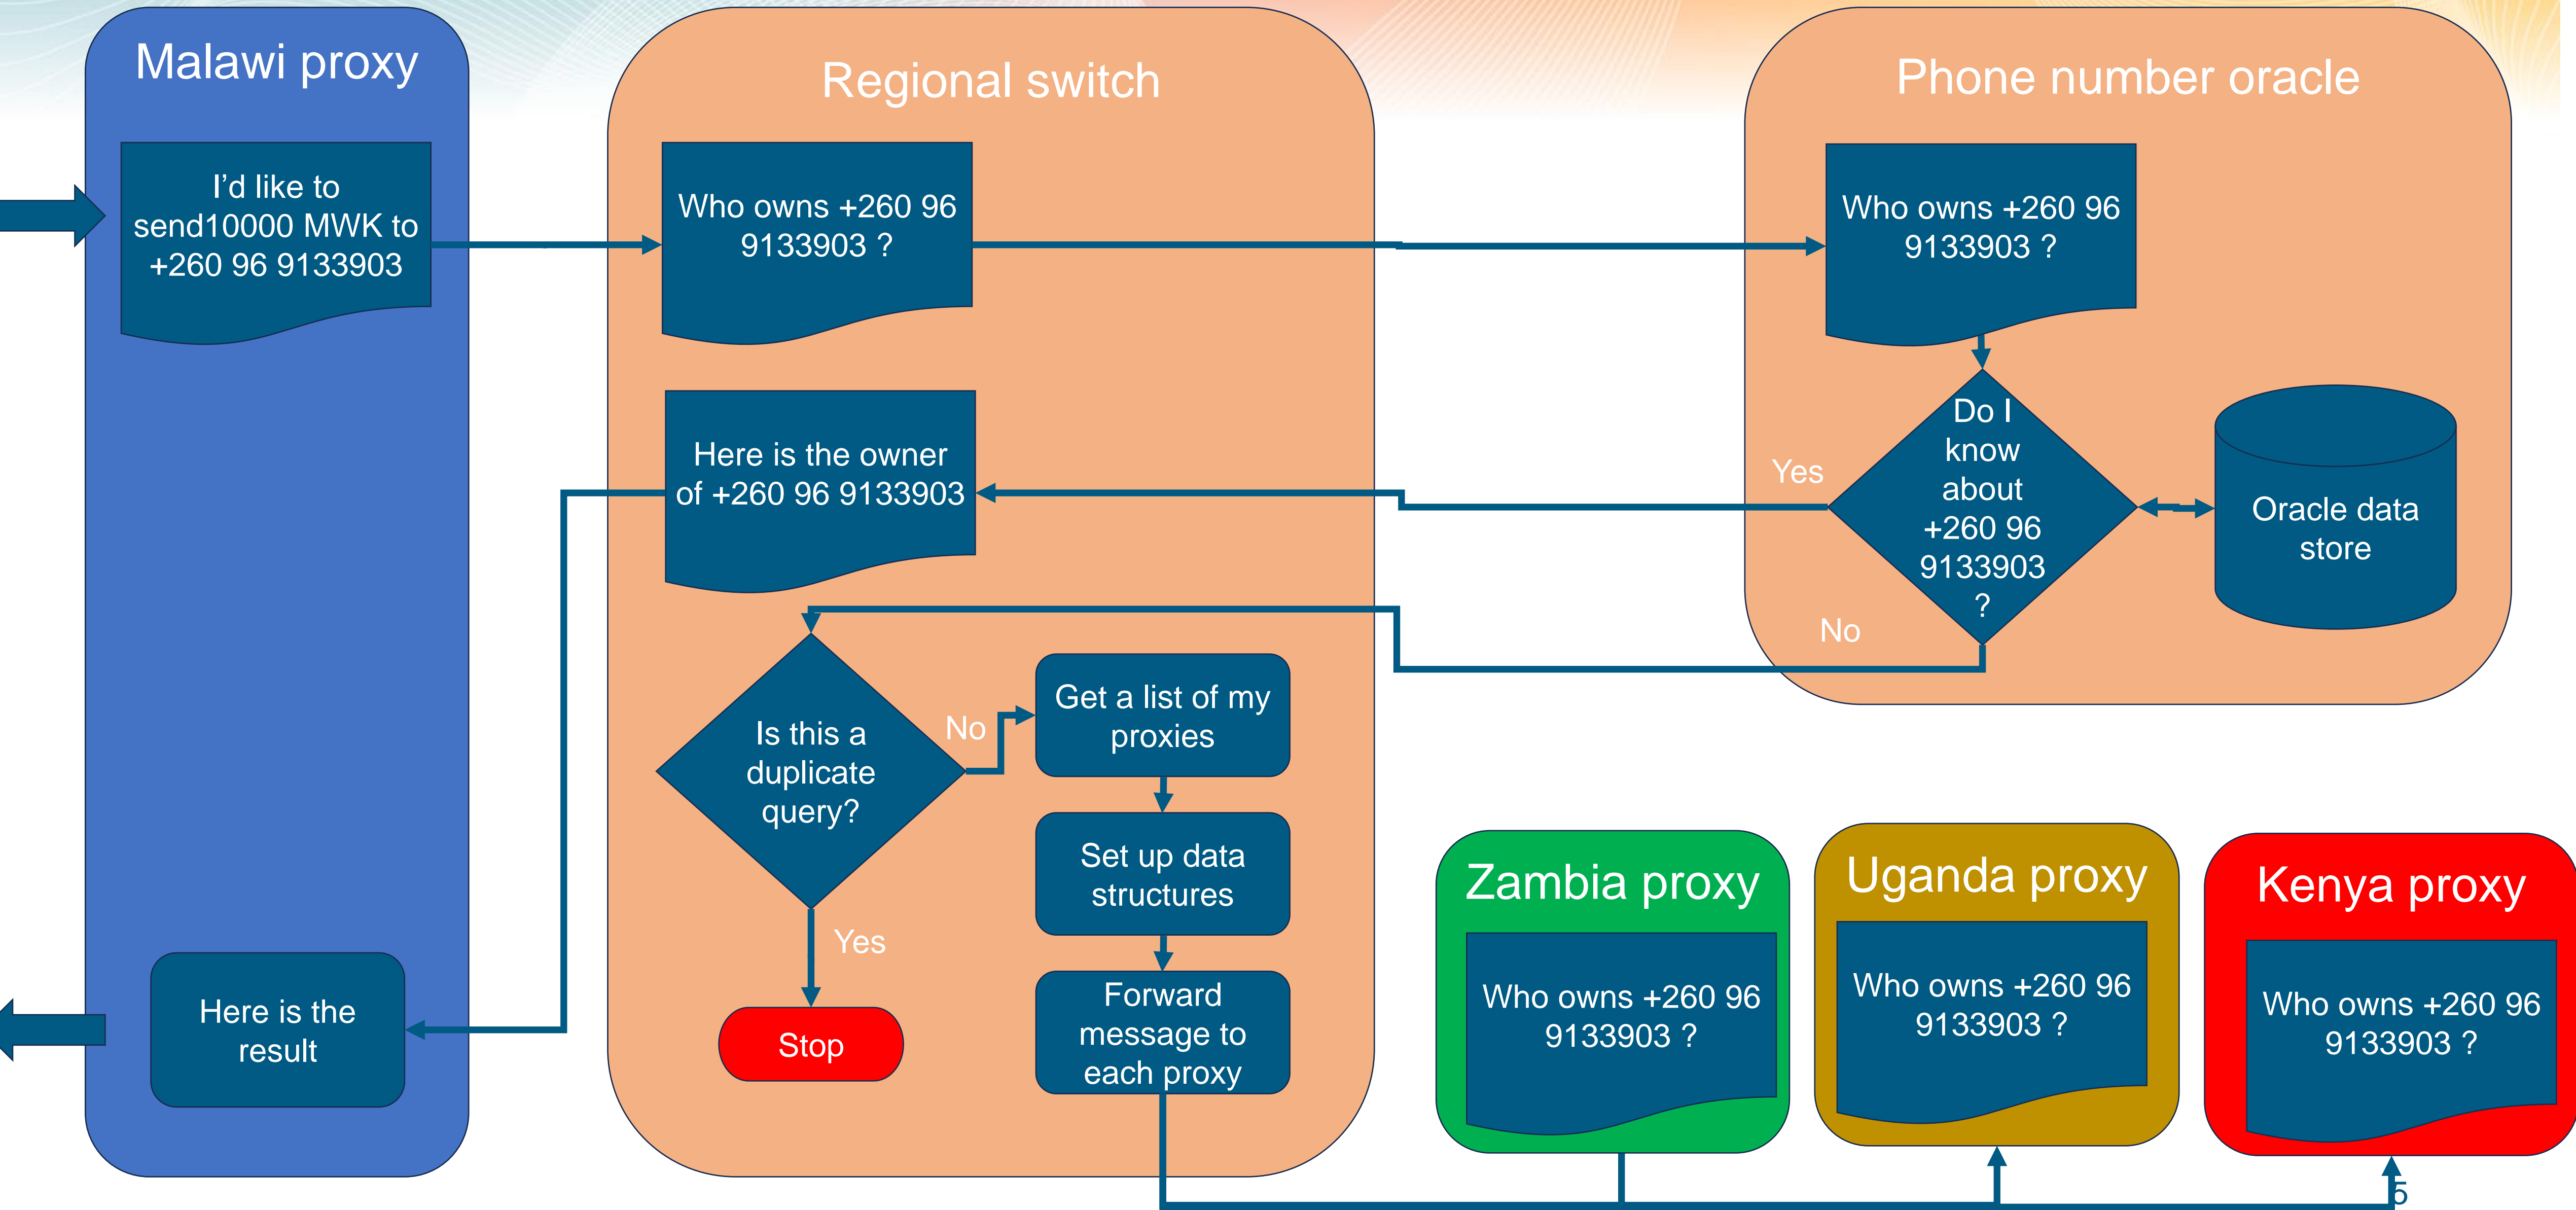 Malawi proxy
I’d like to
send10000 MWK to
+260 96 9133903
Here is the
result
Regional switch
Who owns +260 96
9133903 ?
Here is the owner
of +260 96 9133903
Is this a
duplicate
query?
No
Yes
Stop
Get a list of my
proxies
Set up data
structures
Forward
message to
each proxy
Phone number oracle
Who owns +260 96
9133903 ?
Do I
know
about
+260 96
9133903
?
Yes
No
Oracle data
store
Zambia proxy
Who owns +260 96
9133903 ?
Uganda proxy
Who owns +260 96
9133903 ?
Kenya proxy
Who owns +260 96
9133903 ?
5